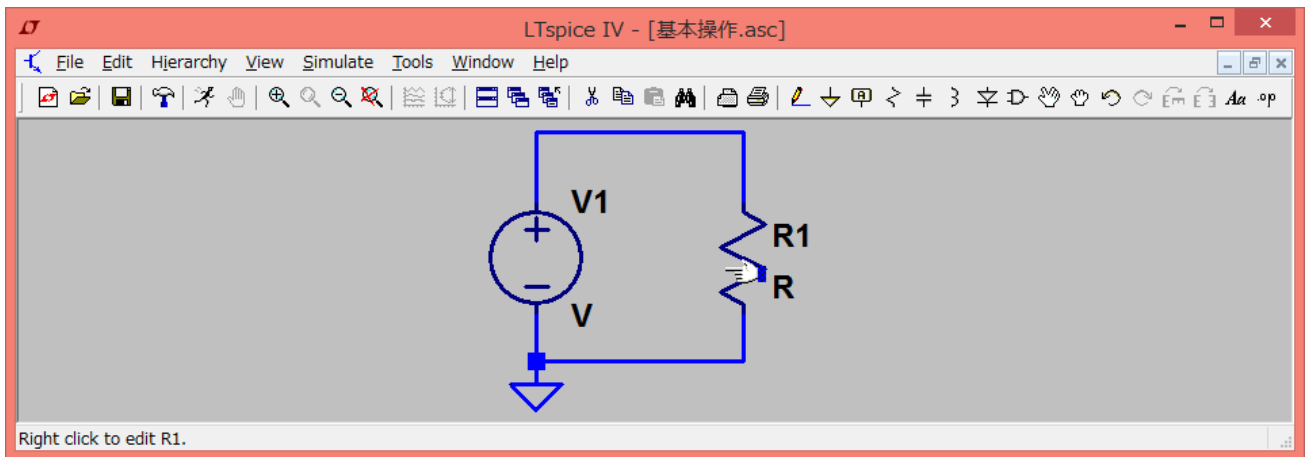 LTspice IV - [基本操作.asc]
File Edit Hierarchy View Simulate Tools Window Help
A Aa .op
V1
R1
R
V
Right click to edit R1.